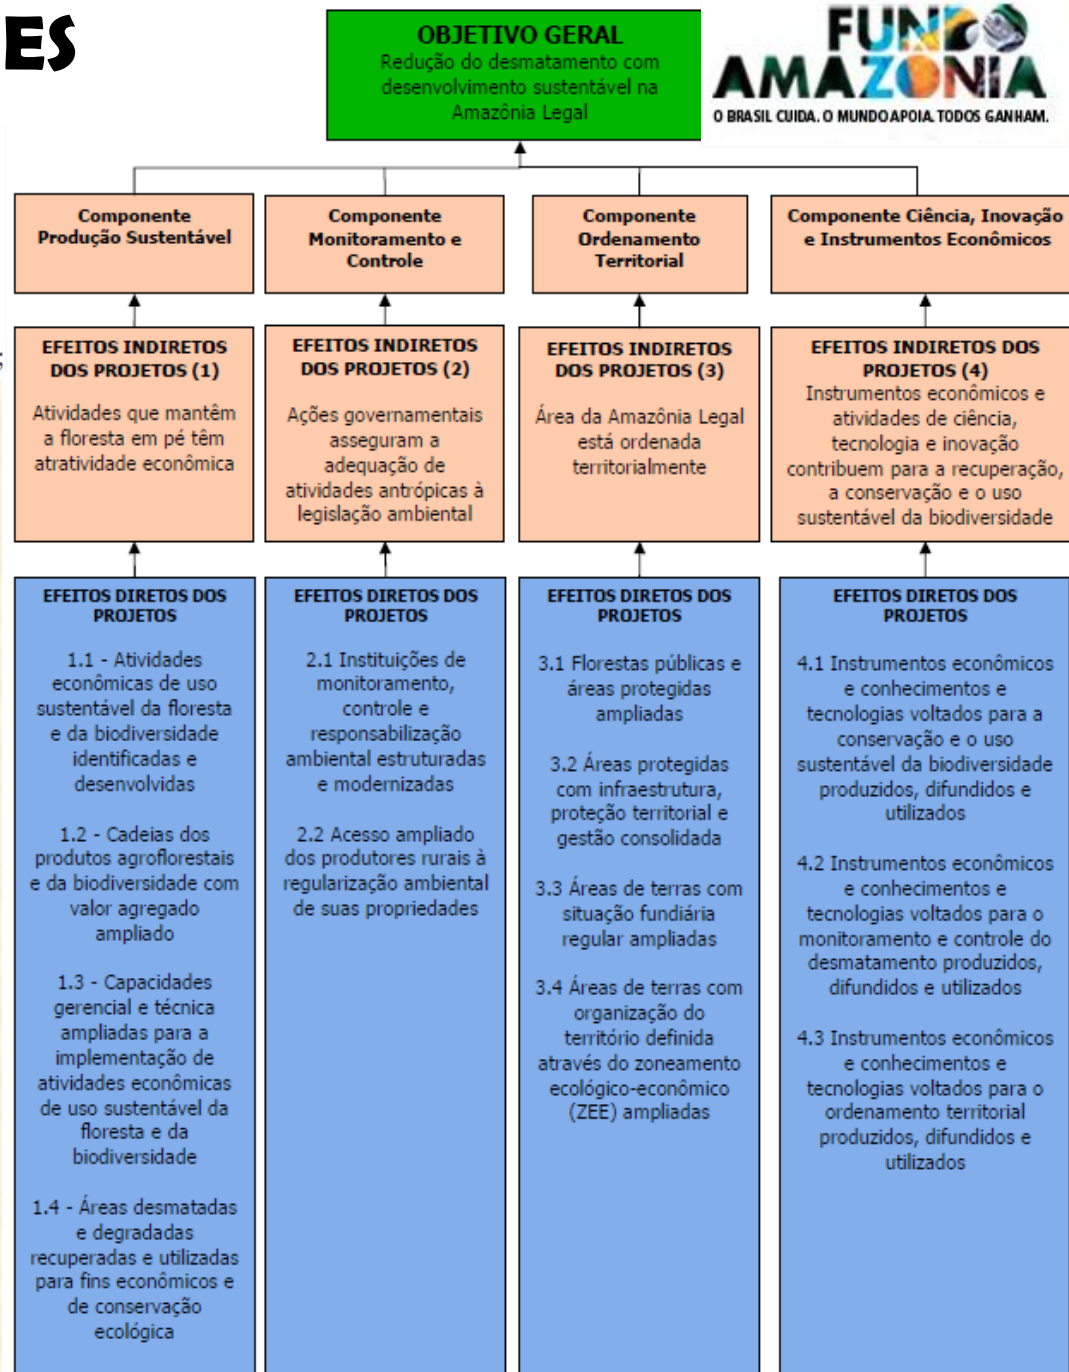 ES
OBJETIVO GERAL
Redução do desmatamento com
desenvolvimento sustentável na
Amazônia Legal
FUNDO
AMAZÔNIA
O BRASIL CUIDA. O MUNDO APOIA. TODOS GANHAM.
Componente
Produção Sustentável
Componente
Monitoramento e
Controle
Componente
Ordenamento
Territorial
Componente Ciência, Inovação
e Instrumentos Econômicos
;
EFEITOS INDIRETOS
DOS PROJETOS (1)
Atividades que mantêm
a floresta em pé têm
atratividade econômica
EFEITOS INDIRETOS
DOS PROJETOS (2)
Ações governamentais
asseguram a
adequação de
atividades antrópicas à
legislação ambiental
EFEITOS INDIRETOS
DOS PROJETOS (3)
Área da Amazônia Legal
está ordenada
territorialmente
EFEITOS INDIRETOS DOS
PROJETOS (4)
Instrumentos econômicos e
atividades de ciência,
tecnologia e inovação
contribuem para a recuperação,
a conservação e o uso
sustentável da biodiversidade
EFEITOS DIRETOS DOS
PROJETOS
1.1 - Atividades
econômicas de uso
sustentável da floresta
e da biodiversidade
identificadas e
desenvolvidas
1.2 - Cadeias dos
produtos agroflorestais
e da biodiversidade com
valor agregado
ampliado
1.3 - Capacidades
gerencial e técnica
ampliadas para a
implementação de
atividades econômicas
de uso sustentável da
floresta e da
biodiversidade
1.4 - Áreas desmatadas
e degradadas
recuperadas e utilizadas
para fins econômicos e
de conservação
ecológica
EFEITOS DIRETOS DOS
PROJETOS
2.1 Instituições de
monitoramento,
controle e
responsabilização
ambiental estruturadas
e modernizadas
2.2 Acesso ampliado
dos produtores rurais à
regularização ambiental
de suas propriedades
EFEITOS DIRETOS DOS
PROJETOS
3.1 Florestas públicas e
áreas protegidas
ampliadas
3.2 Áreas protegidas
com infraestrutura,
proteção territorial e
gestão consolidada
3.3 Áreas de terras com
situação fundiária
regular ampliadas
3.4 Áreas de terras com
organização do
território definida
através do zoneamento
ecológico-econômico
(ZEE) ampliadas
EFEITOS DIRETOS DOS
PROJETOS
4.1 Instrumentos econômicos
e conhecimentos e
tecnologias voltados para a
conservação e o uso
sustentável da biodiversidade
produzidos, difundidos e
utilizados
4.2 Instrumentos econômicos
e conhecimentos e
tecnologias voltados para o
monitoramento e controle do
desmatamento produzidos,
difundidos e utilizados
4.3 Instrumentos econômicos
e conhecimentos e
tecnologias voltados para o
ordenamento territorial
produzidos, difundidos e
utilizados